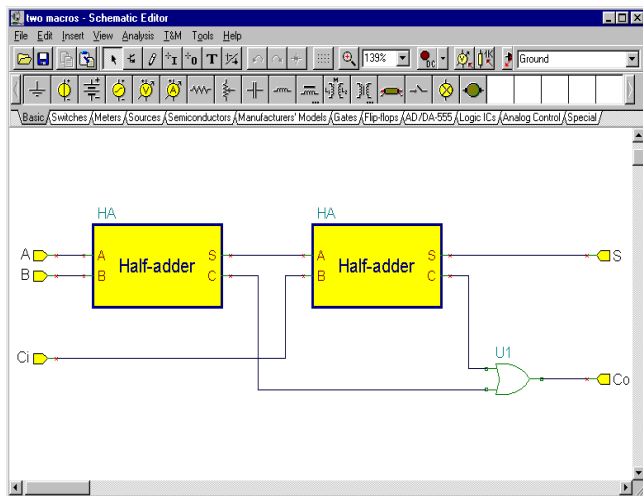 two macros - Schematic Editor
File Edit Insert View Analysis T&M Tools Help
T 139% DC 1K Ground
V A M
Basic Switches Meters Sources Semiconductors Manufacturers' Models Gates Flip-flops AD/DA-555 Logic ICs Analog Control Special
HA HA
A A S A S S
Half-adder Half-adder
B B C B C
U1
Ci
Co